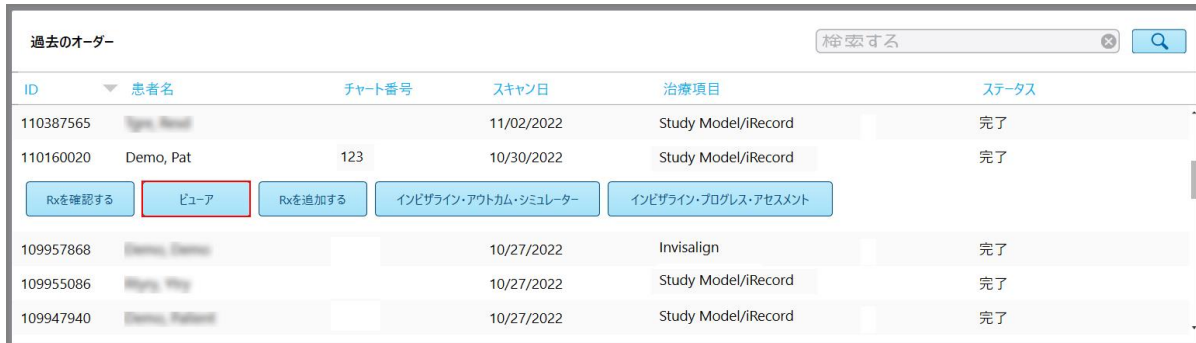 過去のオーダー 検索する
ID 患者名 チャート番号 スキャン日 治療項目 ステータス
110387565 11/02/2022 Study Model/iRecord 完了
110160020 Demo, Pat 123 10/30/2022 Study Model/iRecord 完了
Rxを確認する ビューア Rxを追加する インビザライン・アウトカム・シミュレーター インビザライン・プログレス・アセスメント
109957868 10/27/2022 Invisalign 完了
109955086 10/27/2022 Study Model/iRecord 完了
109947940 10/27/2022 Study Model/iRecord 完了